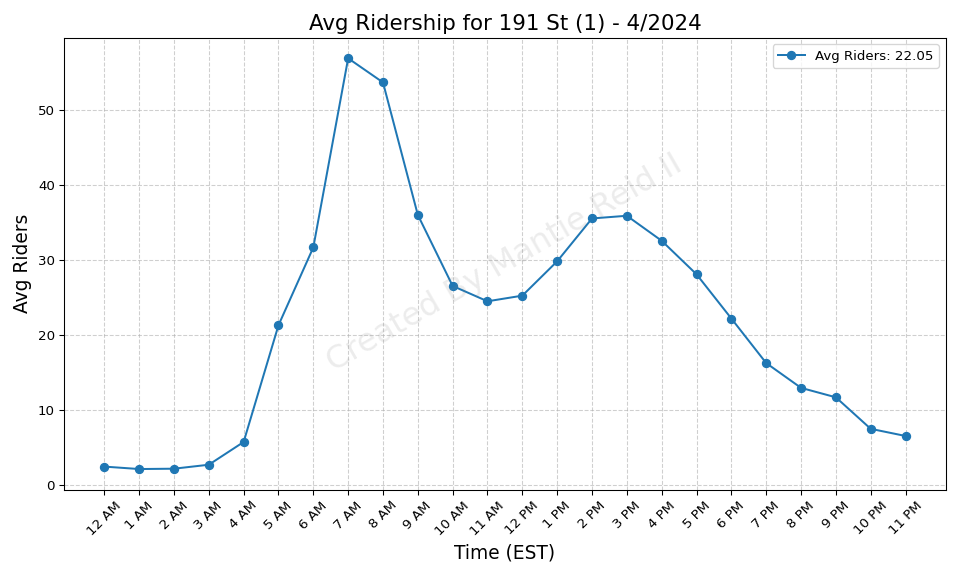 Avg Ridership for 191 St (1) - 4/2024
Avg Riders: 22.05
Avg Riders
50
40
30
20
10
0
Created By Mantie Reid II
12 AM
1 AM
2 AM
3 AM
4 AM
5 AM
6 AM
7 AM
8 AM
9 AM
10 AM
11 AM
12 PM
1 PM
2 PM
3 PM
4 PM
5 PM
6 PM
7 PM
8 PM
9 PM
10 PM
11 PM
Time (EST)